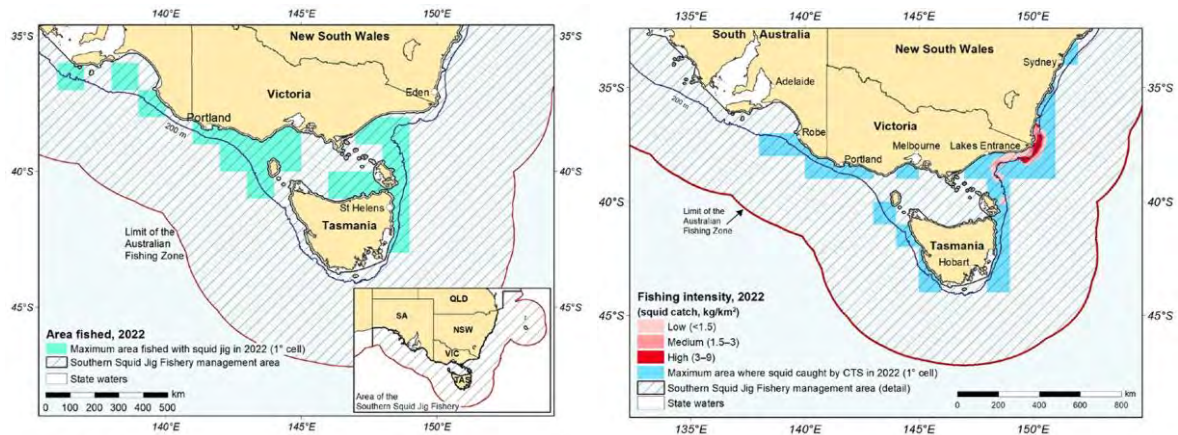 140°E 145°E 150°E
35°S
40°S
45°S
New South Wales
Victoria
Eden
Portland
200 m
St Helens
Tasmania
Limit of the
Australian
Fishing Zone
Area fished, 2022
Maximum area fished with squid jig in 2022 (1° cell)
Southern Squid Jig Fishery management area
State waters
km
0 100 200 300 400 500
QLD
SA
NSW
VIC
TAS
Area of the
Southern Squid Jig Fishery
35°S
40°S
45°S
140°E 145°E 150°E
135°E 140°E 145°E 150°E
35°S
40°S
45°S
South Australia
New South Wales
Sydney
Adelaide
200 m
Victoria
Robe
Melbourne
Lakes Entrance
Portland
Limit of the
Australian
Fishing Zone
Tasmania
Hobart
Fishing intensity, 2022
(squid catch, kg/km²)
Low (<1.5)
Medium (1.5–3)
High (3–9)
Maximum area where squid caught by CTS in 2022 (1° cell)
Southern Squid Jig Fishery management area (detail)
State waters
km
0 200 400 600 800
35°S
40°S
45°S
135°E 140°E 145°E 150°E